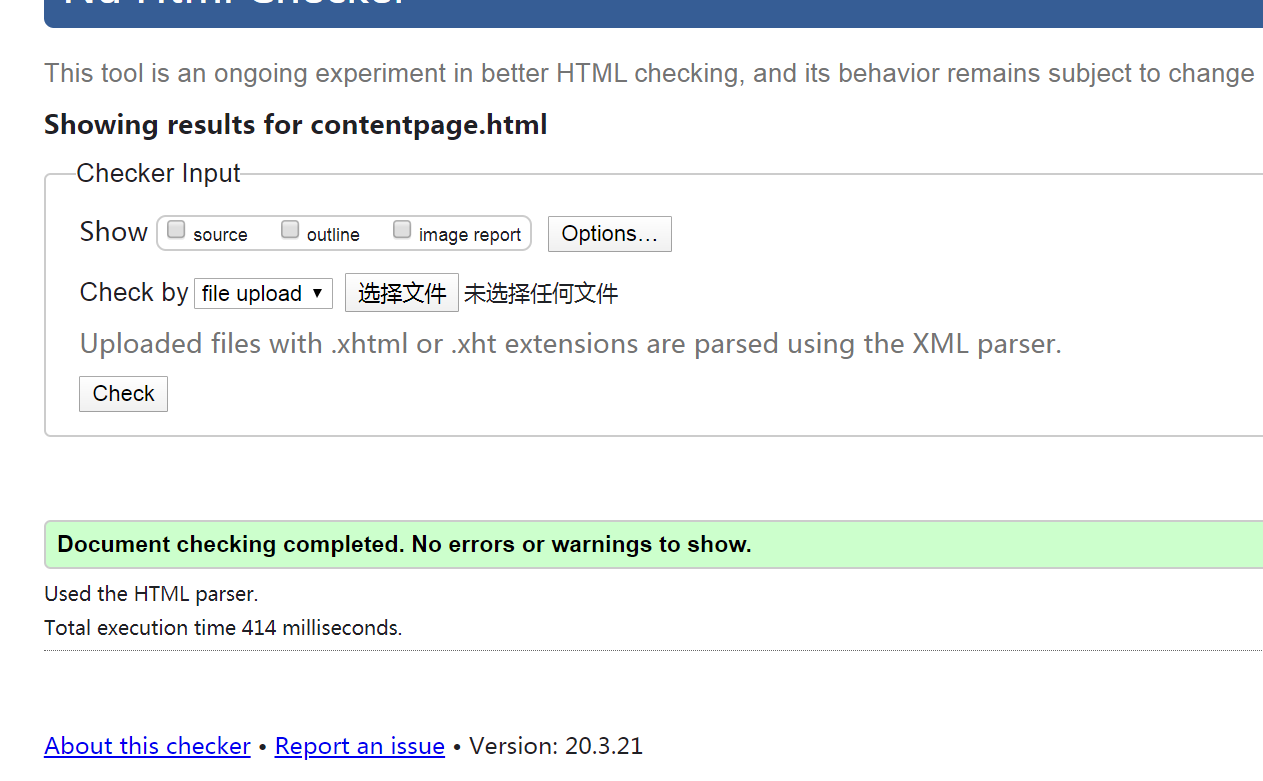 Nu Html Checker
This tool is an ongoing experiment in better HTML checking, and its behavior remains subject to change
Showing results for contentpage.html
Checker Input
Show source outline image report Options...
Check by file upload ▼ 选择文件 未选择任何文件
Uploaded files with .xhtml or .xht extensions are parsed using the XML parser.
Check
Document checking completed. No errors or warnings to show.
Used the HTML parser.
Total execution time 414 milliseconds.
About this checker • Report an issue • Version: 20.3.21